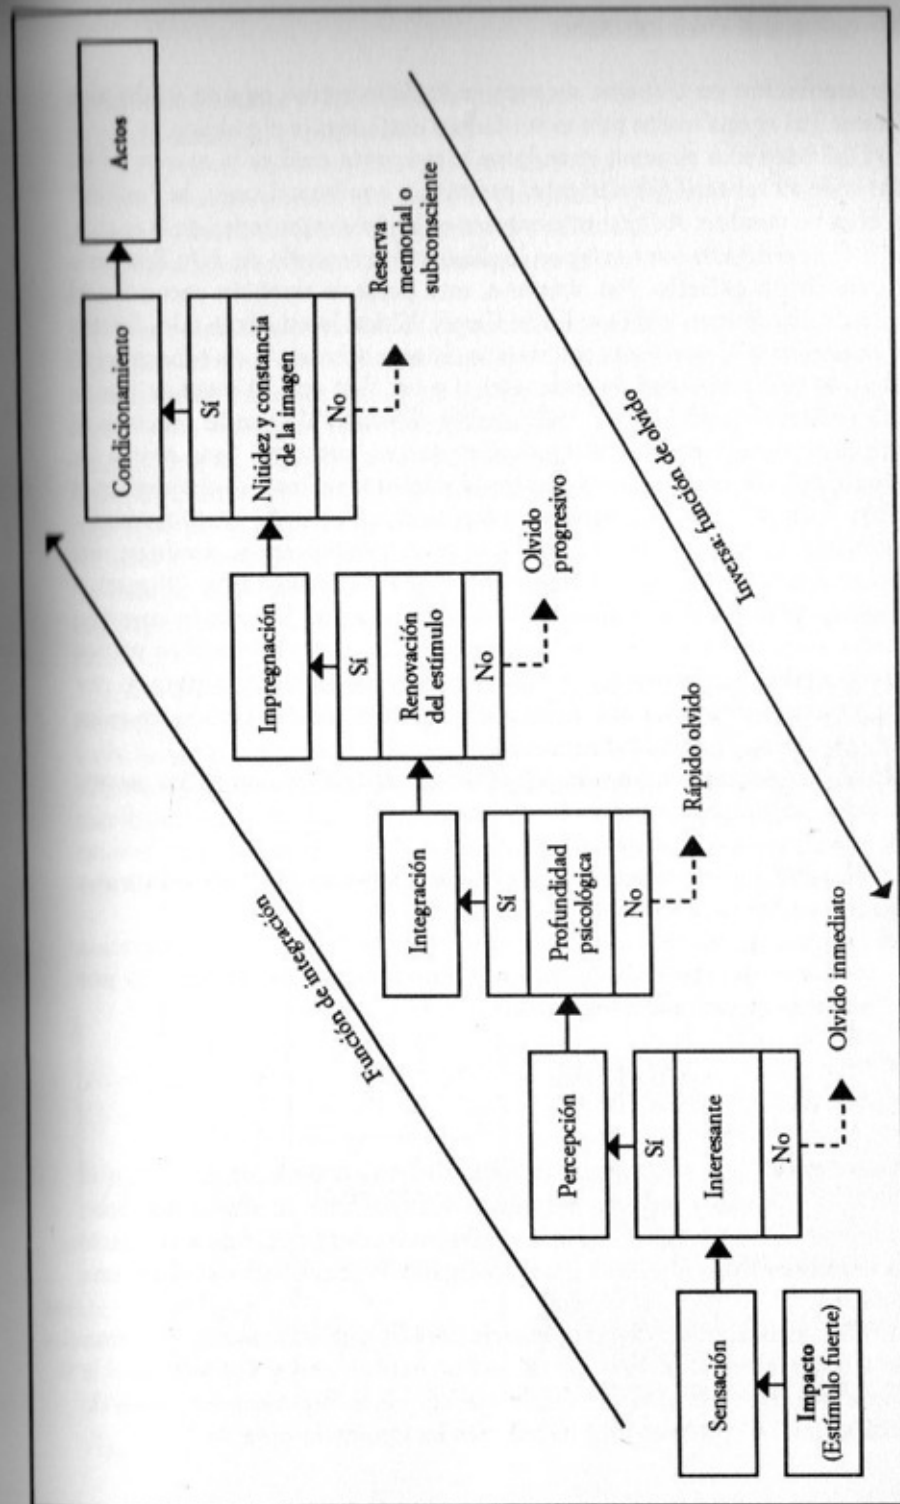 Impacto
(Estímulo fuerte)
Sensación
Interesante
Sí
No
Olvido inmediato
Percepción
Profundidad
psicológica
Sí
No
Rápido olvido
Integración
Renovación
del estímulo
Sí
No
Olvido
progresivo
Impregnación
Nitidez y constancia
de la imagen
Sí
No
Reserva
memorial o
subconsciente
Condicionamiento
Actos
Función de integración
Inversa: función de olvido